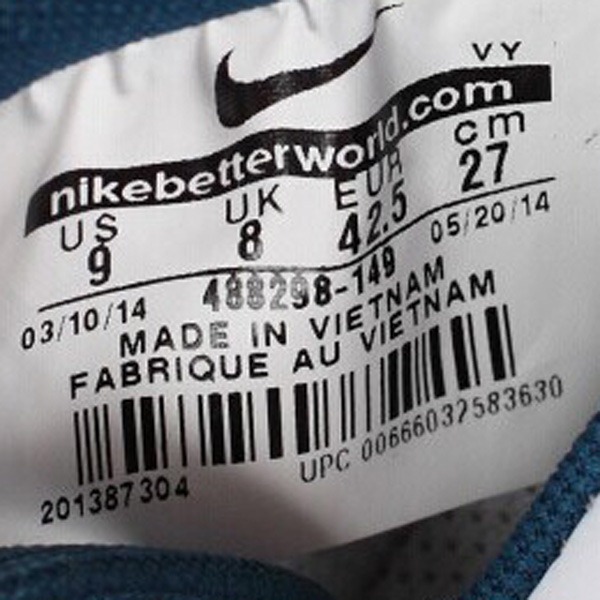 VY
nikebetterworld.com
US UK EUR cm
9 8 42.5 27
03/10/14 488298-149 05/20/14
MADE IN VIETNAM
FABRIQUE AU VIETNAM
201387304 UPC 00666032583630